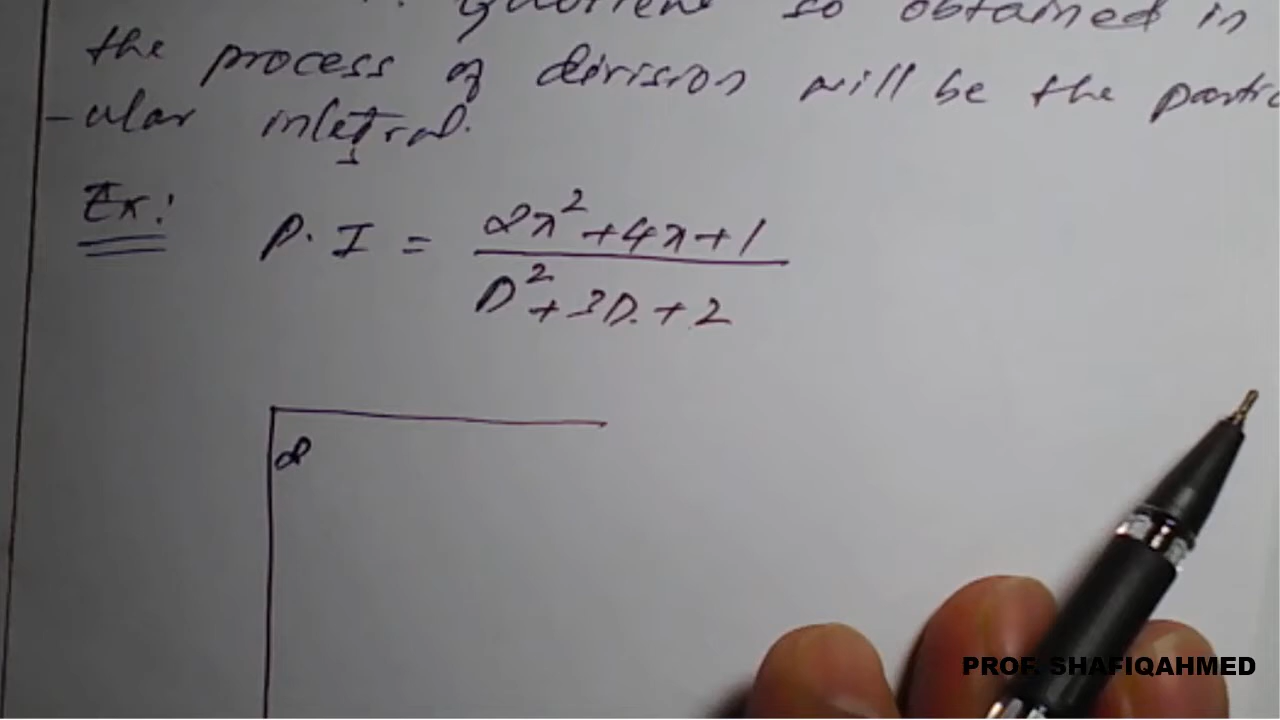 Quotient so obtained in
the process of division will be the partic
-ular integral.
Ex: P.I = 2x²+4x+1 / D²+3D+2
2
PROF. SHAFIQAHMED